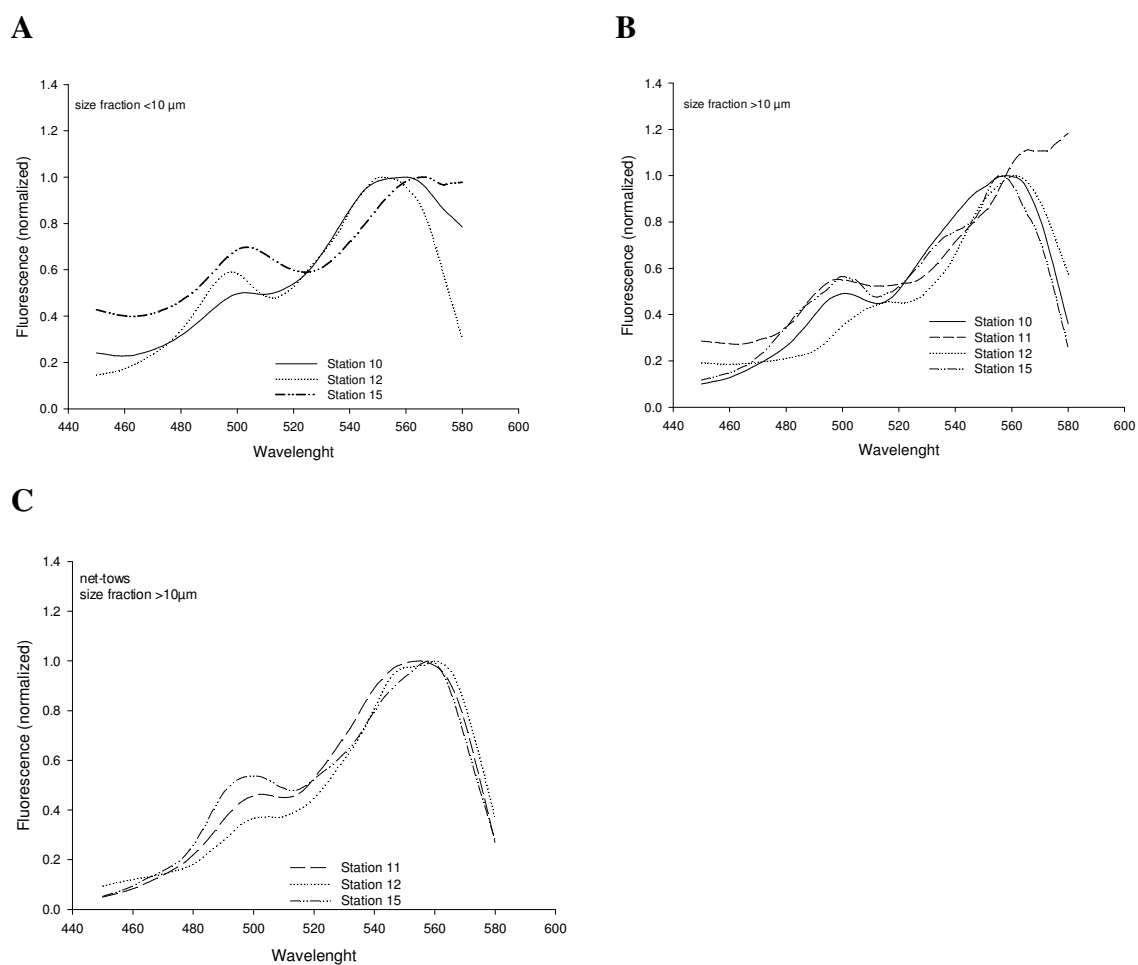 A
1.4
1.2
1.0
0.8
0.6
0.4
0.2
0.0
Fluorescence (normalized)
size fraction <10 µm
Station 10
Station 12
Station 15
440 460 480 500 520 540 560 580 600
Wavelenght
B
1.4
1.2
1.0
0.8
0.6
0.4
0.2
0.0
Fluorescence (normalized)
size fraction >10 µm
Station 10
Station 11
Station 12
Station 15
440 460 480 500 520 540 560 580 600
Wavelenght
C
1.4
1.2
1.0
0.8
0.6
0.4
0.2
0.0
Fluorescence (normalized)
net-tows
size fraction >10µm
Station 11
Station 12
Station 15
440 460 480 500 520 540 560 580 600
Wavelenght